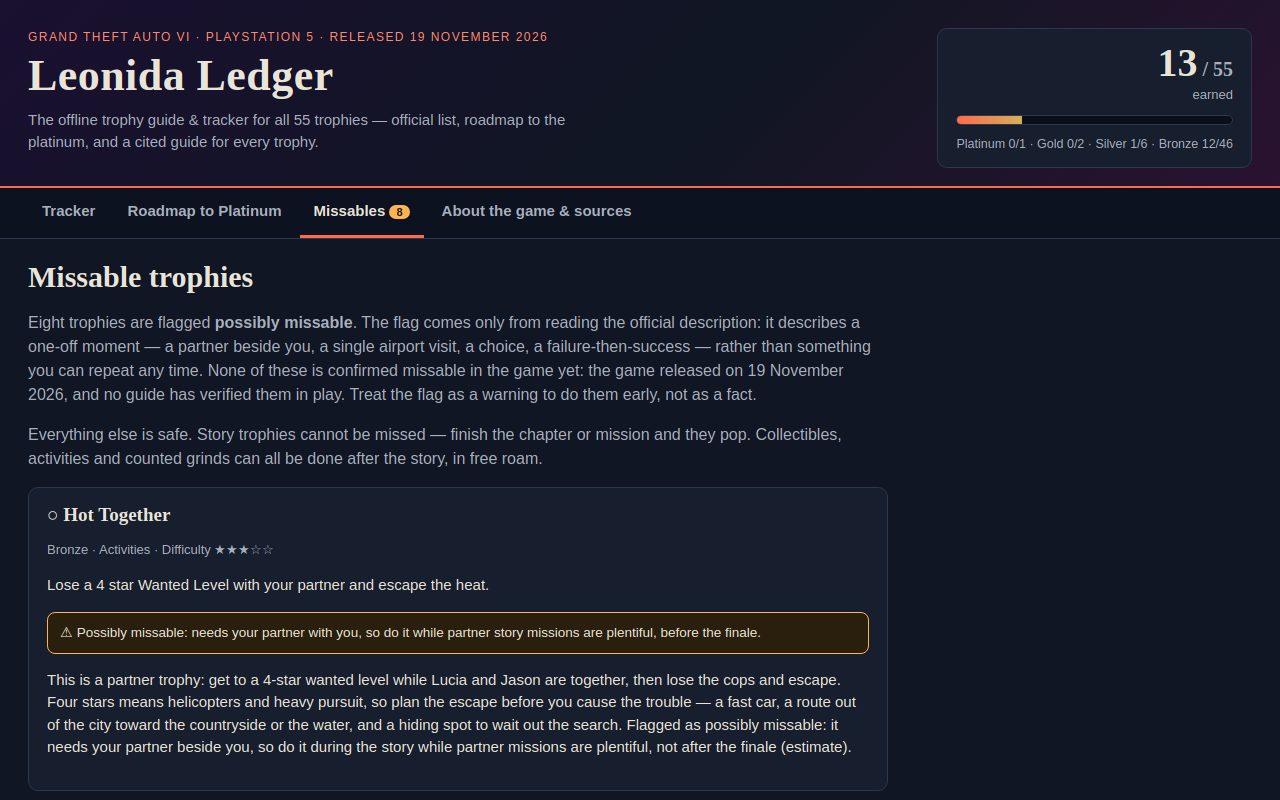 GRAND THEFT AUTO VI · PLAYSTATION 5 · RELEASED 19 NOVEMBER 2026
Leonida Ledger
The offline trophy guide & tracker for all 55 trophies — official list, roadmap to the
platinum, and a cited guide for every trophy.
13 / 55
earned
Platinum 0/1 · Gold 0/2 · Silver 1/6 · Bronze 12/46
Tracker
Roadmap to Platinum
Missables 8
About the game & sources
Missable trophies
Eight trophies are flagged possibly missable. The flag comes only from reading the official description: it describes a
one-off moment — a partner beside you, a single airport visit, a choice, a failure-then-success — rather than something
you can repeat any time. None of these is confirmed missable in the game yet: the game released on 19 November
2026, and no guide has verified them in play. Treat the flag as a warning to do them early, not as a fact.
Everything else is safe. Story trophies cannot be missed — finish the chapter or mission and they pop. Collectibles,
activities and counted grinds can all be done after the story, in free roam.
○ Hot Together
Bronze · Activities · Difficulty ★★★☆☆
Lose a 4 star Wanted Level with your partner and escape the heat.
⚠ Possibly missable: needs your partner with you, so do it while partner story missions are plentiful, before the finale.
This is a partner trophy: get to a 4-star wanted level while Lucia and Jason are together, then lose the cops and escape.
Four stars means helicopters and heavy pursuit, so plan the escape before you cause the trouble — a fast car, a route out
of the city toward the countryside or the water, and a hiding spot to wait out the search. Flagged as possibly missable: it
needs your partner beside you, so do it during the story while partner missions are plentiful, not after the finale (estimate).